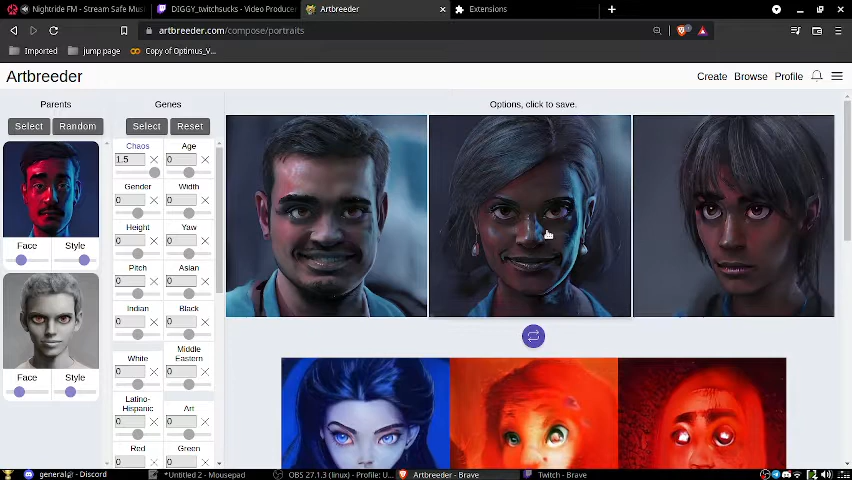 Nightride FM - Stream Safe Mus
DIGGY_twitchsucks - Video Producer
Artbreeder
Extensions
artbreeder.com/compose/portraits
Imported
jump page
Copy of Optimus_V...
Artbreeder
Create
Browse
Profile
Parents
Genes
Options, click to save.
Select
Random
Select
Reset
Chaos
Age
1.5
0
Gender
Width
0
0
Face
Style
Height
Yaw
0
0
Pitch
Asian
0
0
Indian
Black
0
0
White
Middle
Eastern
0
0
Face
Style
Latino-
Hispanic
Art
0
0
Red
Green
0
0
general - Discord
*Untitled 2 - Mousepad
OBS 27.1.3 (linux) - Profile: U...
Artbreeder - Brave
Twitch - Brave